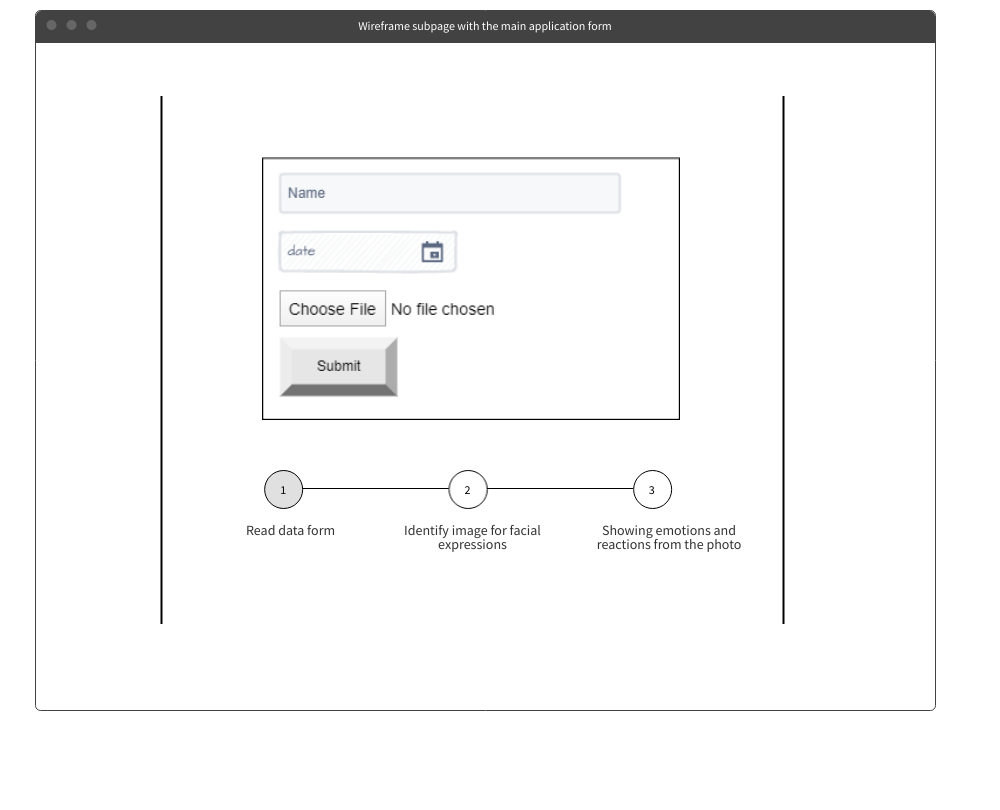 Wireframe subpage with the main application form
Name
date
Choose File No file chosen
Submit
1
2
3
Read data form
Identify image for facial
expressions
Showing emotions and
reactions from the photo